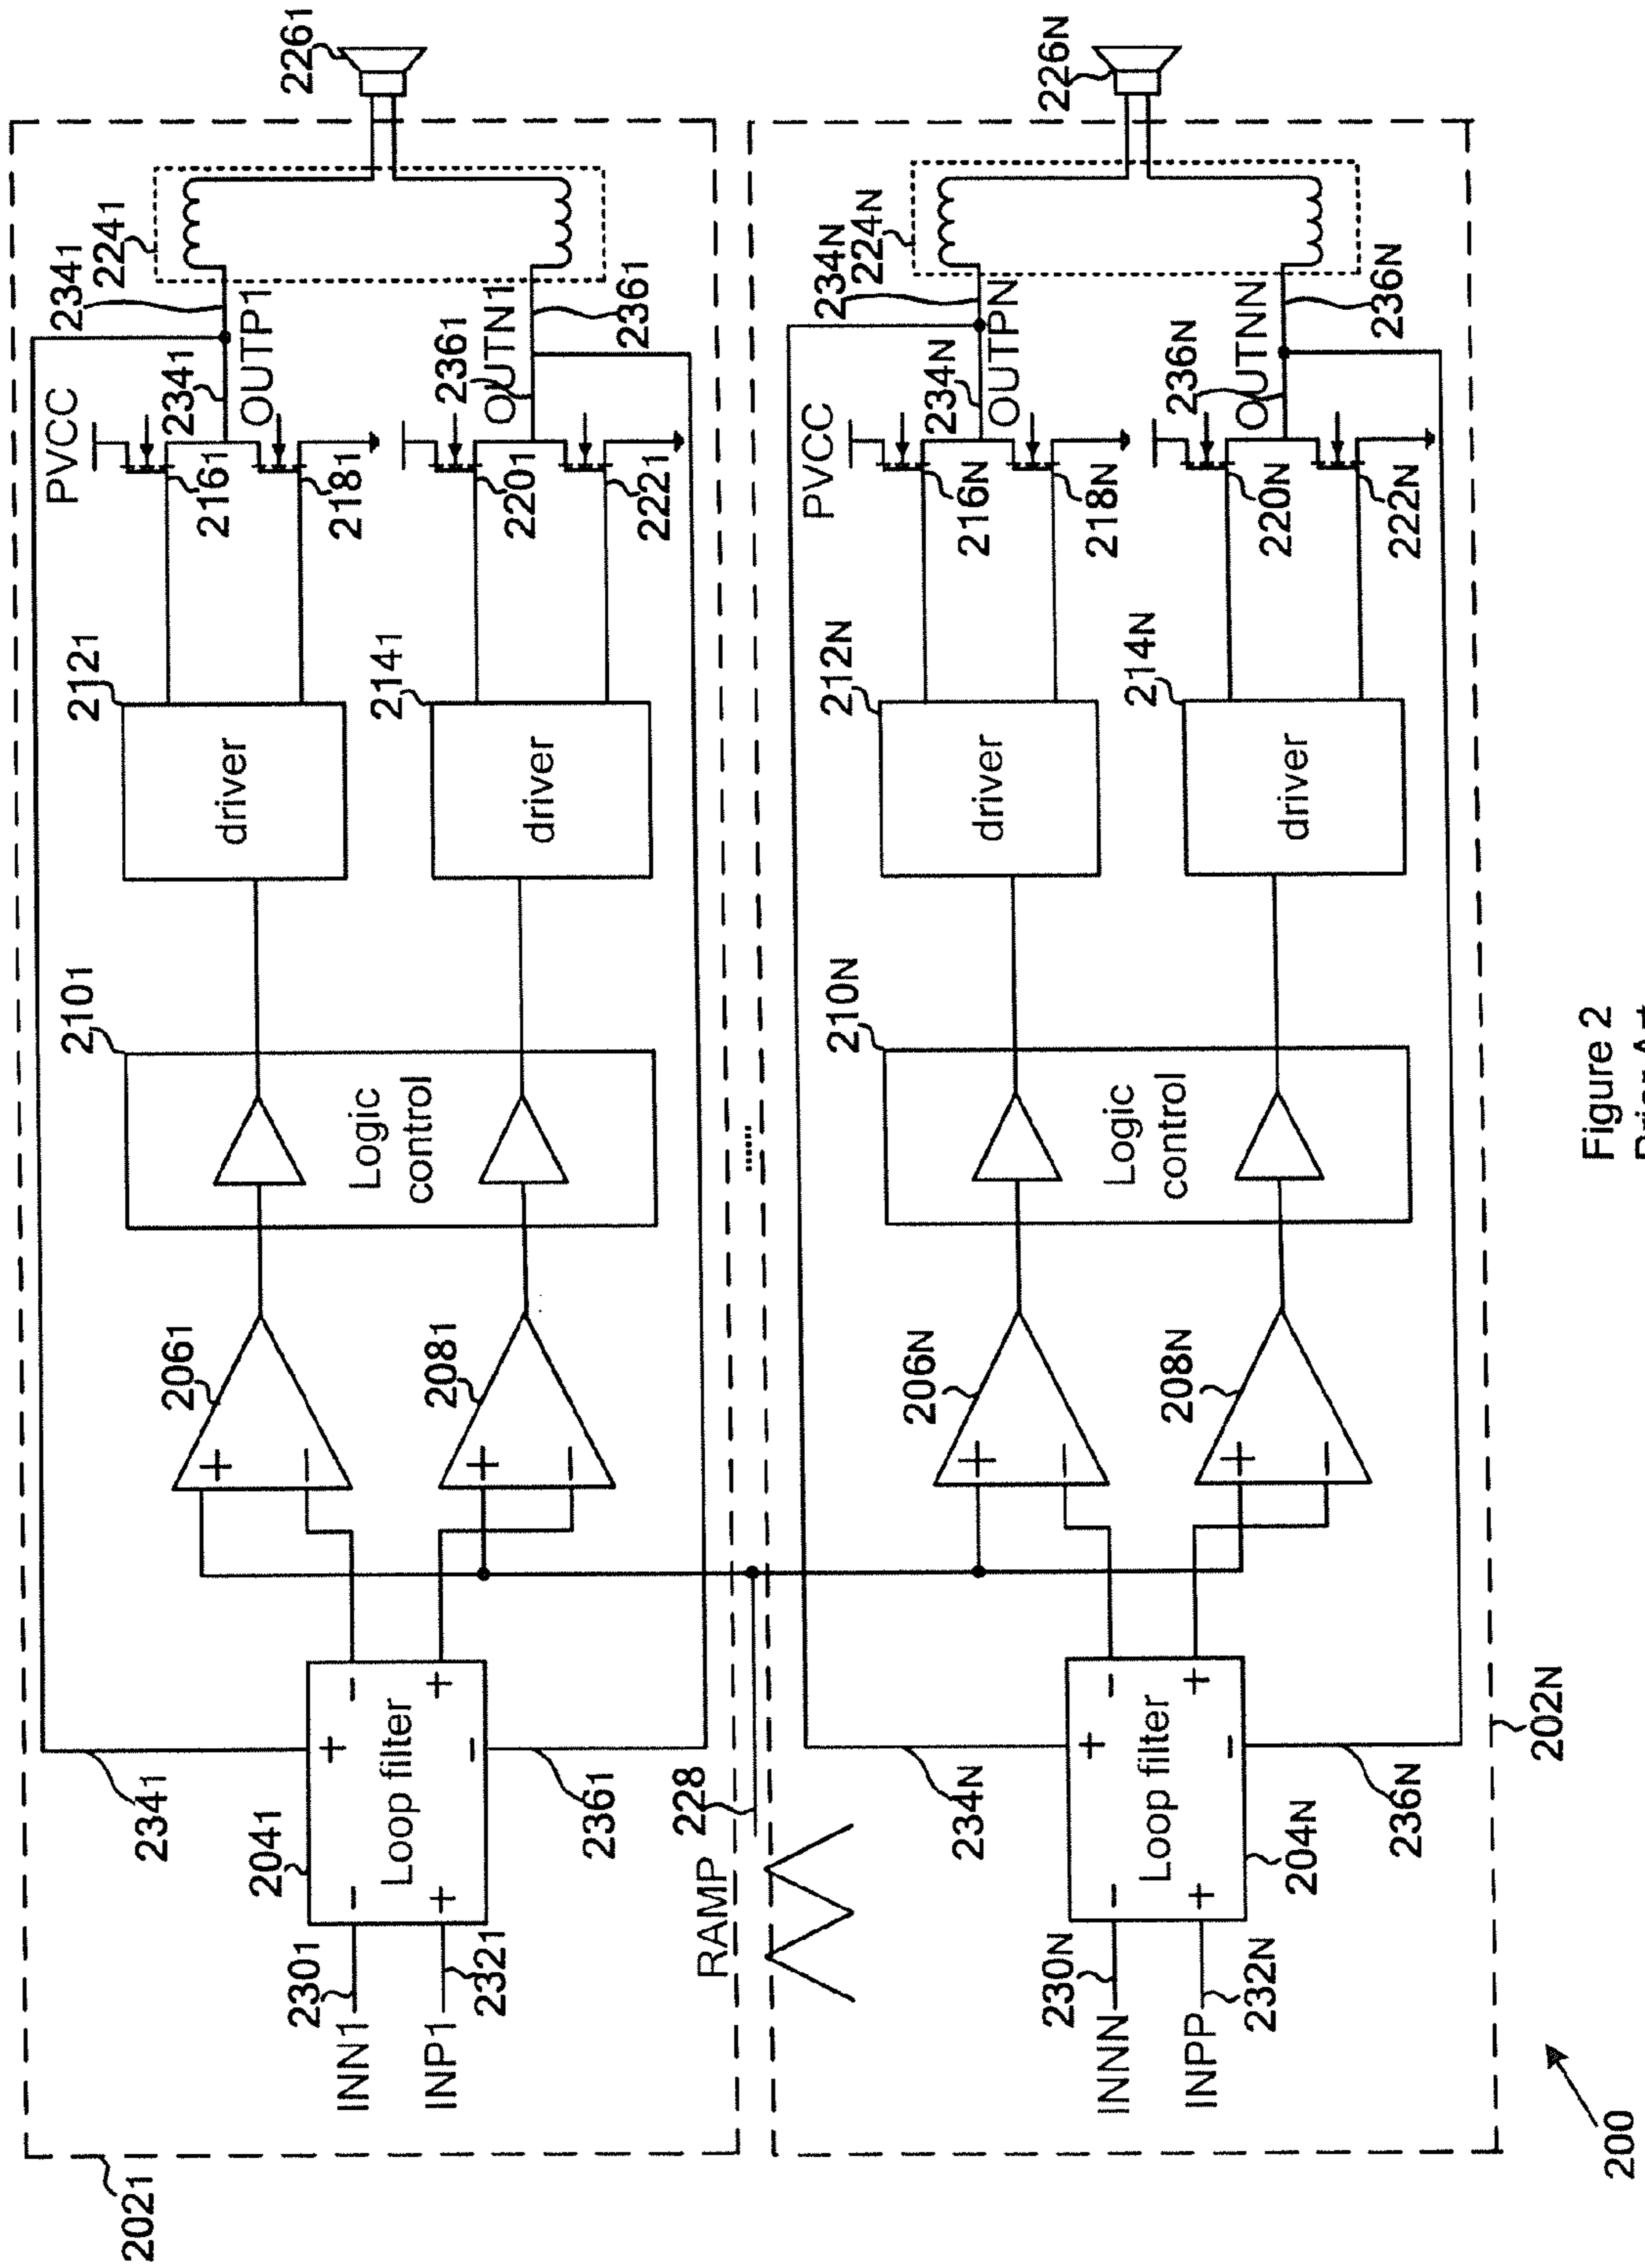 PVCC
234₁
224₁
226₁
216₁
234₁
OUTP1
212₁
218₁
driver
210₁
206₁
+
−
Logic
control
236₁
OUTN1
220₁
236₁
214₁
222₁
driver
208₁
+
−
234₁
204₁
+
−
−
Loop filter
+
+
−
230₁
INN1
232₁
INP1
236₁
202₁
......
228
RAMP
PVCC
234N
224N
226N
216N
234N
OUTPN
212N
218N
driver
210N
206N
+
−
Logic
control
236N
OUTNN
220N
236N
214N
222N
driver
208N
+
−
234N
+
−
−
Loop filter
+
+
−
230N
INNN
232N
INPP
204N
236N
202N
200
Figure 2
Prior Art